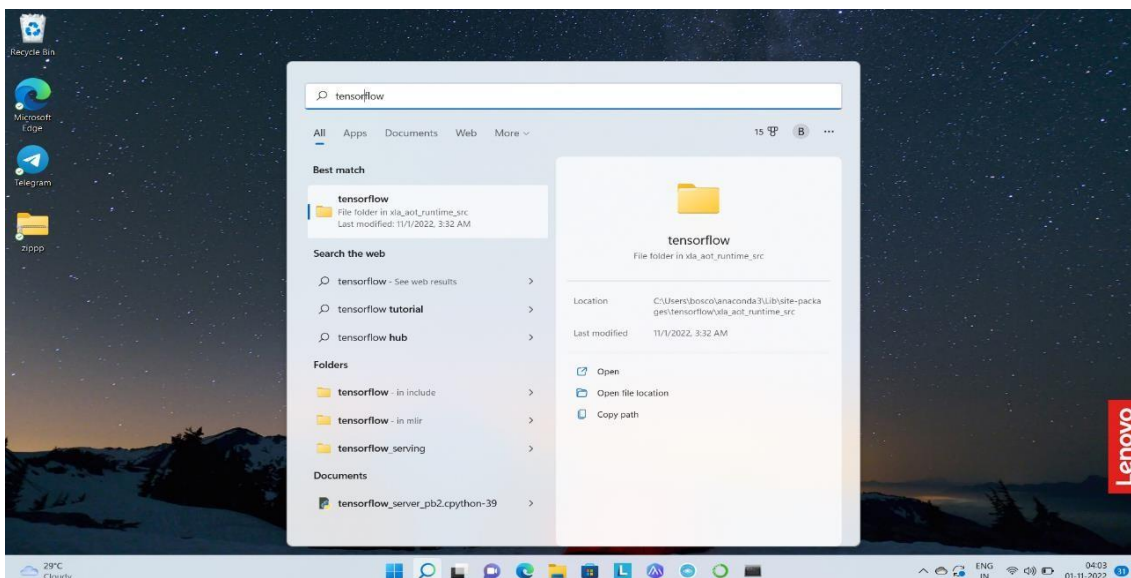 Recycle Bin
Microsoft
Edge
Telegram
zippp
tensorflow
All Apps Documents Web More
15 B ...
Best match
tensorflow
File folder in xla_aot_runtime_src
Last modified: 11/1/2022, 3:32 AM
Search the web
tensorflow - See web results
tensorflow tutorial
tensorflow hub
Folders
tensorflow - in include
tensorflow - in mlir
tensorflow_serving
Documents
tensorflow_server_pb2.cpython-39
tensorflow
File folder in xla_aot_runtime_src
Location C:\Users\bosco\anaconda3\Lib\site-packa
ges\tensorflow\xla_aot_runtime_src
Last modified 11/1/2022, 3:32 AM
Open
Open file location
Copy path
Lenovo
29°C
Cloudy
L
A
ENG
IN
04:03
01-11-2022
31